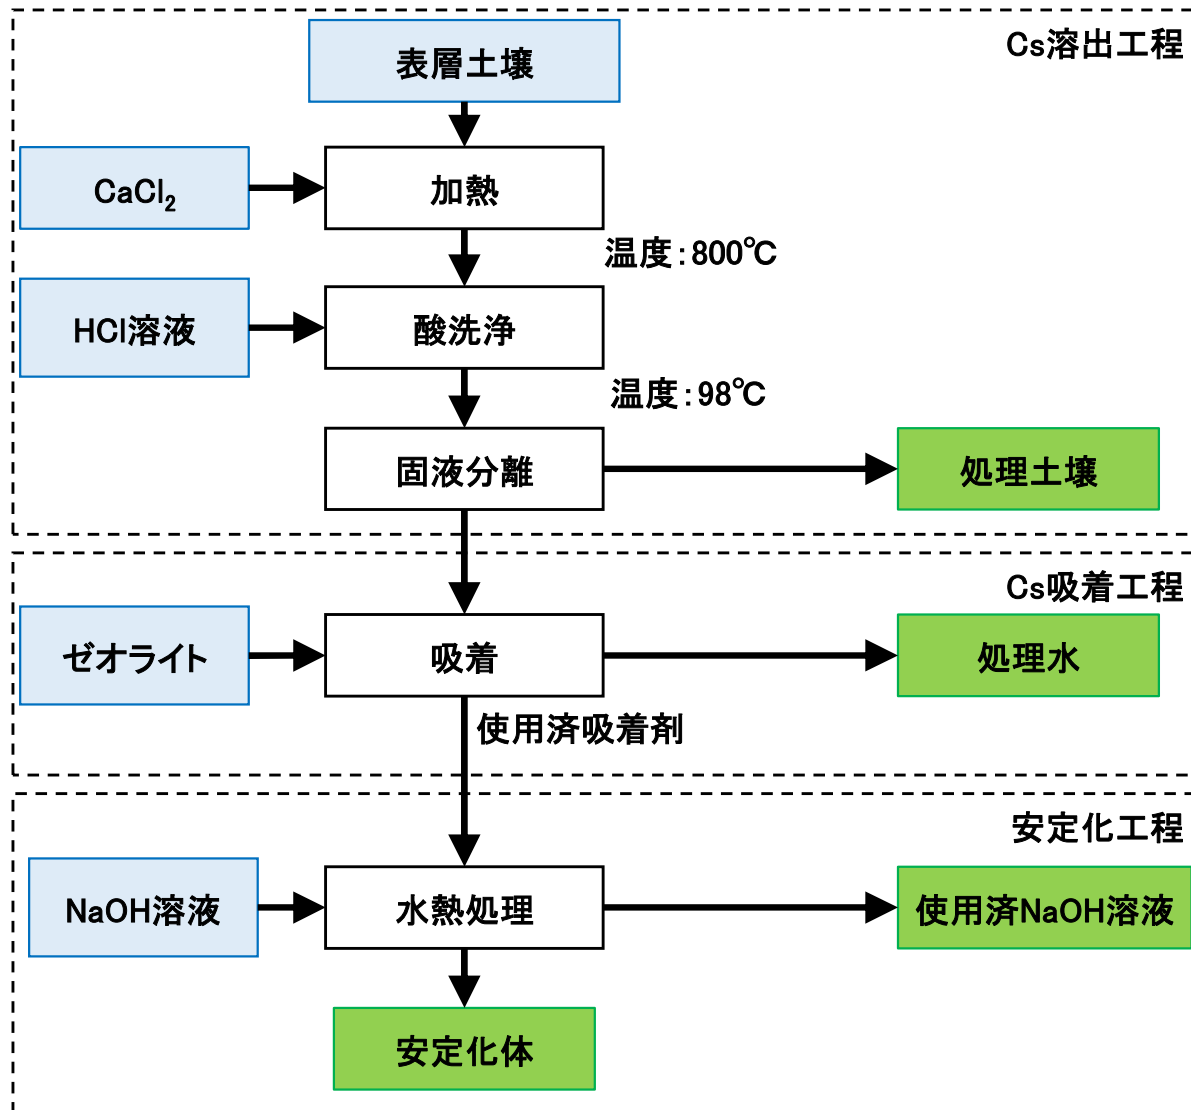 Cs溶出工程
表層土壌
CaCl₂
加熱
温度：800℃
HCl溶液
酸洗浄
温度：98℃
固液分離
処理土壌
Cs吸着工程
ゼオライト
吸着
処理水
使用済吸着剤
安定化工程
NaOH溶液
水熱処理
使用済NaOH溶液
安定化体